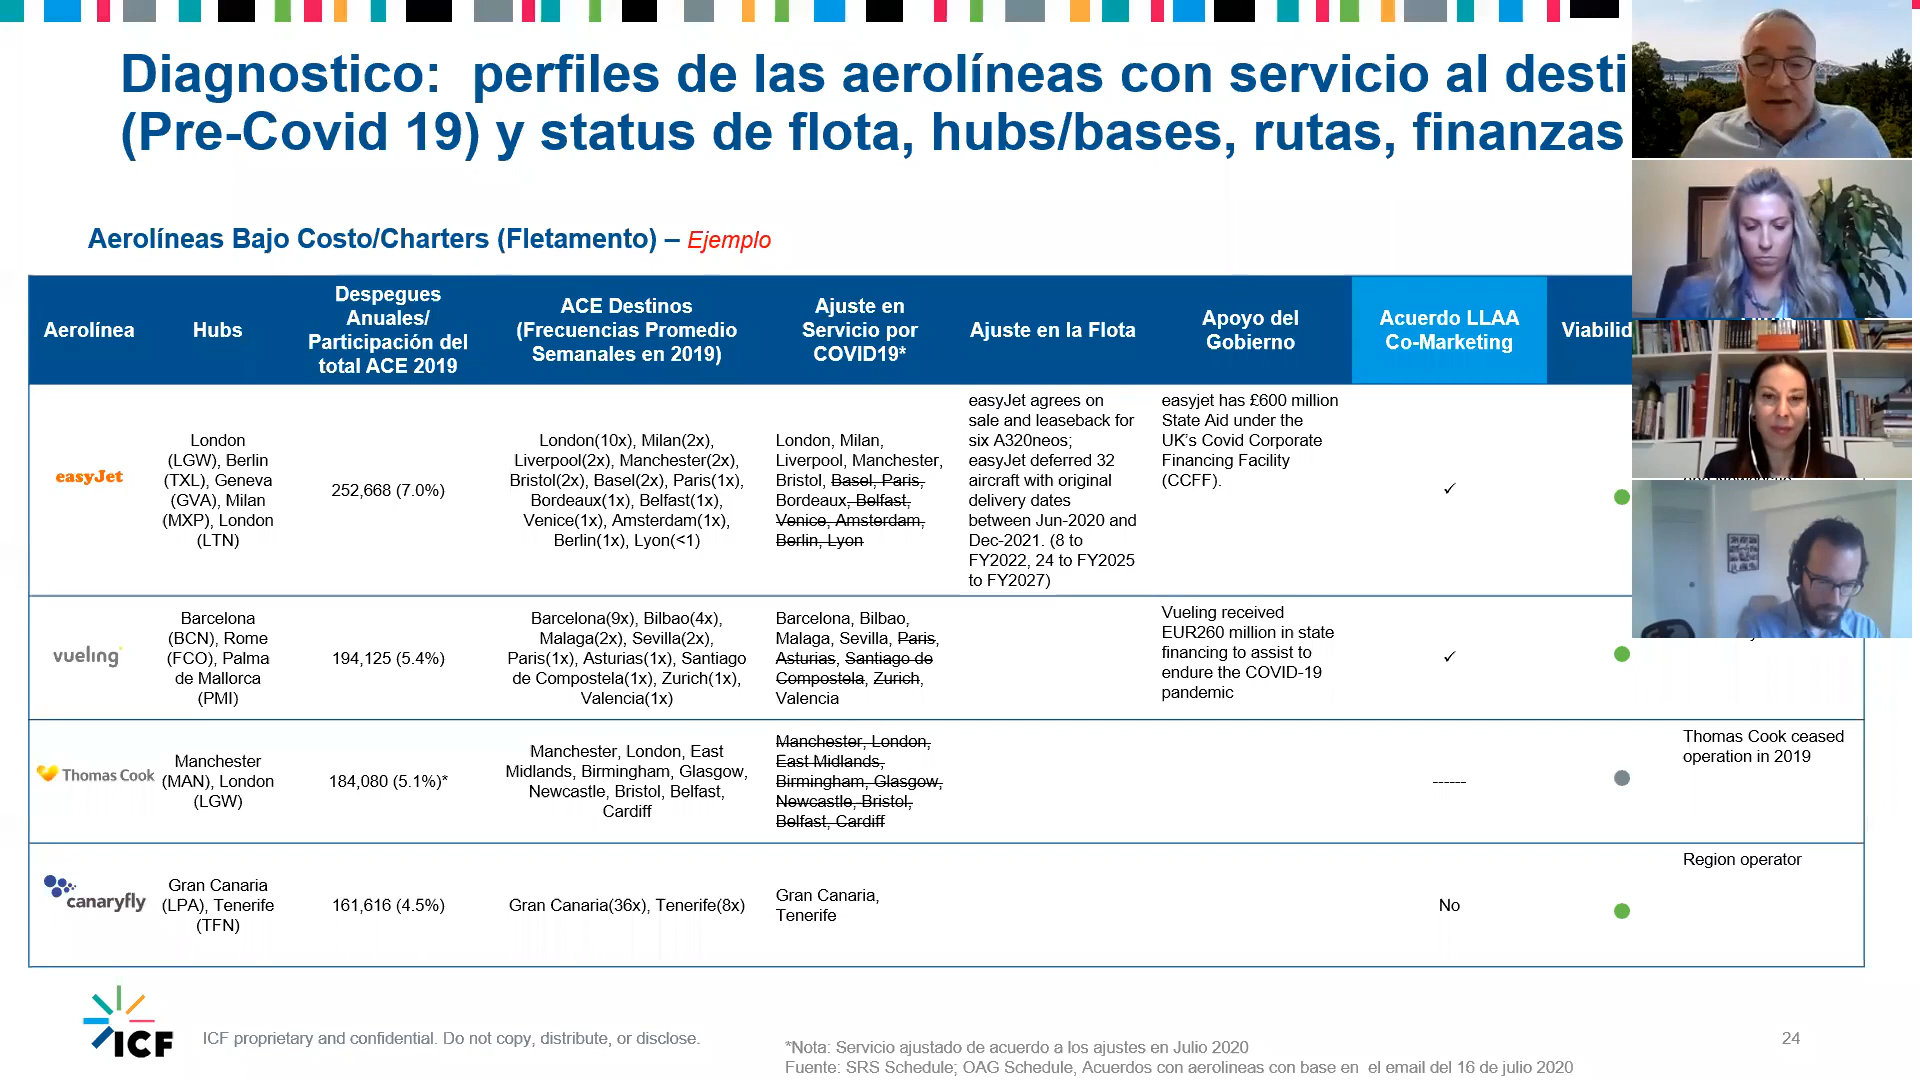 Diagnostico: perfiles de las aerolíneas con servicio al desti
(Pre-Covid 19) y status de flota, hubs/bases, rutas, finanzas
Aerolíneas Bajo Costo/Charters (Fletamento) – Ejemplo
Aerolínea
Hubs
Despegues
Anuales/
Participación del
total ACE 2019
ACE Destinos
(Frecuencias Promedio
Semanales en 2019)
Ajuste en
Servicio por
COVID19*
Ajuste en la Flota
Apoyo del
Gobierno
Acuerdo LLAA
Co-Marketing
Viabilid
easyJet
London
(LGW), Berlin
(TXL), Geneva
(GVA), Milan
(MXP), London
(LTN)
252,668 (7.0%)
London(10x), Milan(2x),
Liverpool(2x), Manchester(2x),
Bristol(2x), Basel(2x), Paris(1x),
Bordeaux(1x), Belfast(1x),
Venice(1x), Amsterdam(1x),
Berlin(1x), Lyon(<1)
London, Milan,
Liverpool, Manchester,
Bristol, Basel, Paris,
Bordeaux, Belfast,
Venice, Amsterdam,
Berlin, Lyon
easyJet agrees on
sale and leaseback for
six A320neos;
easyJet deferred 32
aircraft with original
delivery dates
between Jun-2020 and
Dec-2021. (8 to
FY2022, 24 to FY2025
to FY2027)
easyjet has £600 million
State Aid under the
UK's Covid Corporate
Financing Facility
(CCFF).
✓
vueling
Barcelona
(BCN), Rome
(FCO), Palma
de Mallorca
(PMI)
194,125 (5.4%)
Barcelona(9x), Bilbao(4x),
Malaga(2x), Sevilla(2x),
Paris(1x), Asturias(1x), Santiago
de Compostela(1x), Zurich(1x),
Valencia(1x)
Barcelona, Bilbao,
Malaga, Sevilla, Paris,
Asturias, Santiago de
Compostela, Zurich,
Valencia
Vueling received
EUR260 million in state
financing to assist to
endure the COVID-19
pandemic
✓
Thomas Cook
Manchester
(MAN), London
(LGW)
184,080 (5.1%)*
Manchester, London, East
Midlands, Birmingham, Glasgow,
Newcastle, Bristol, Belfast,
Cardiff
Manchester, London,
East Midlands,
Birmingham, Glasgow,
Newcastle, Bristol,
Belfast, Cardiff
------
Thomas Cook ceased
operation in 2019
canaryfly
Gran Canaria
(LPA), Tenerife
(TFN)
161,616 (4.5%)
Gran Canaria(36x), Tenerife(8x)
Gran Canaria,
Tenerife
No
Region operator
ICF
ICF proprietary and confidential. Do not copy, distribute, or disclose.
*Nota: Servicio ajustado de acuerdo a los ajustes en Julio 2020
Fuente: SRS Schedule; OAG Schedule, Acuerdos con aerolineas con base en el email del 16 de julio 2020
24